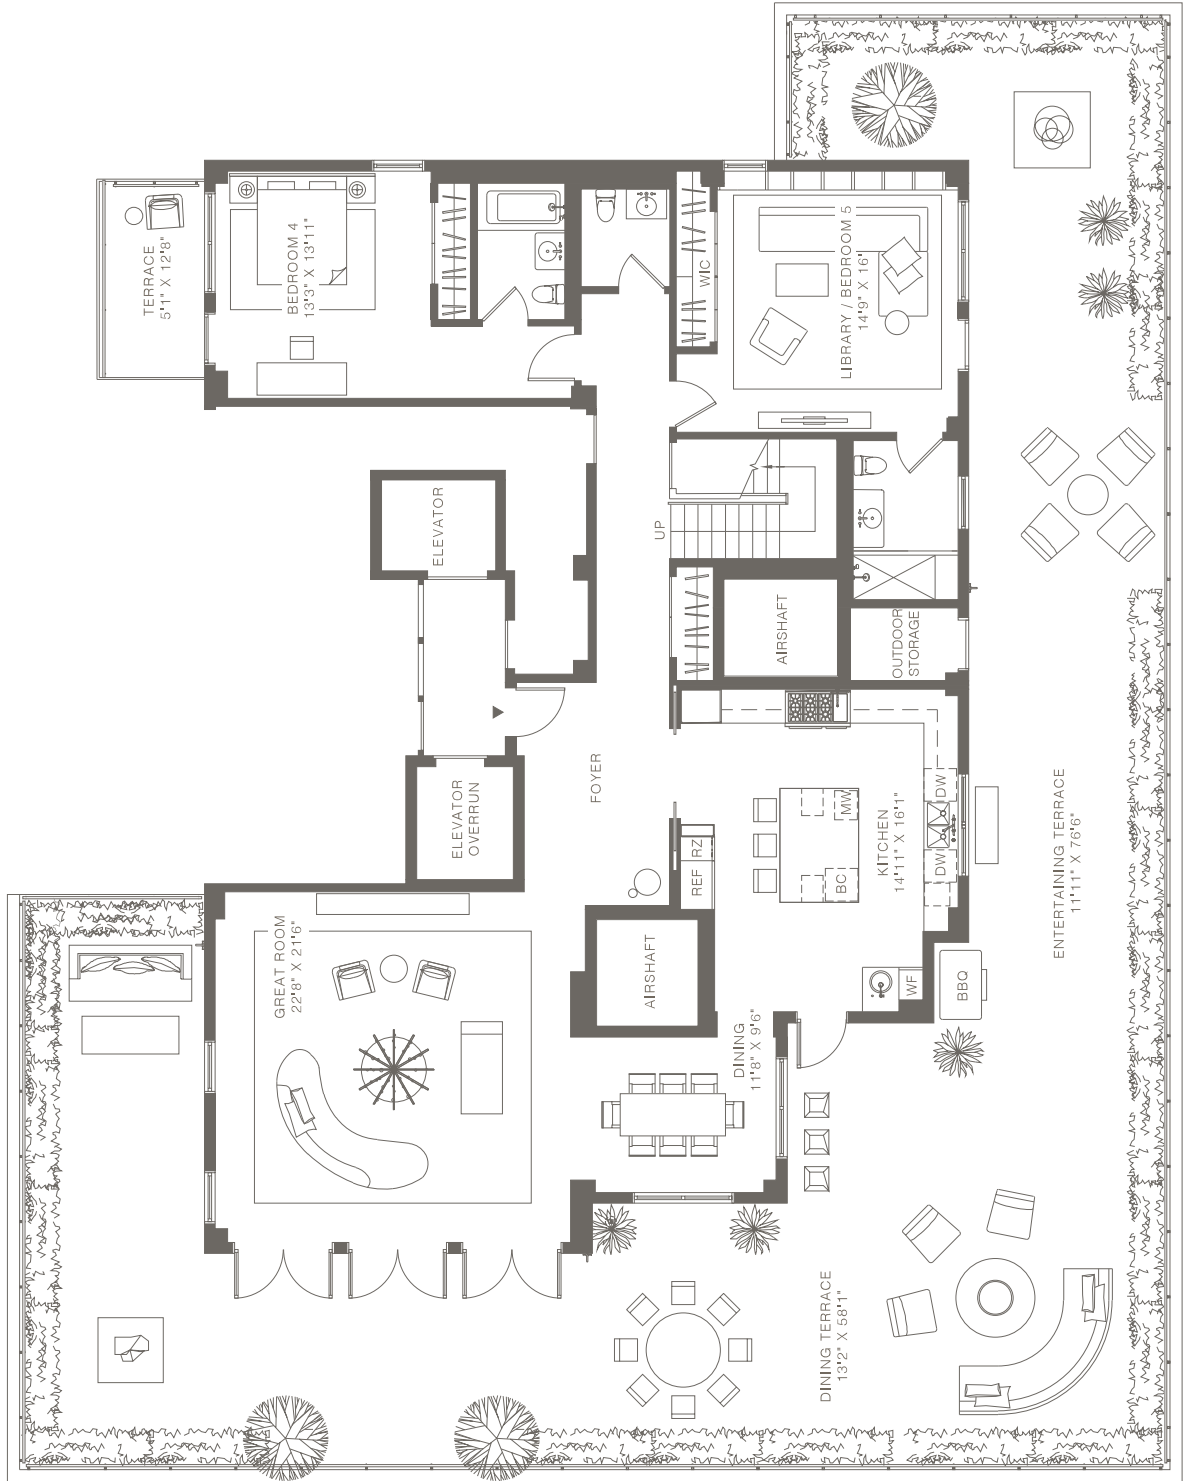 TERRACE
5'1" X 12'8"
BEDROOM 4
13'3" X 13'11"
WIC
LIBRARY / BEDROOM 5
14'9" X 16'
ELEVATOR
UP
AIRSHAFT
OUTDOOR
STORAGE
ELEVATOR
OVERRUN
FOYER
REF
RZ
MW
BC
KITCHEN
14'11" X 16'1"
DW
DW
WF
BBQ
ENTERTAINING TERRACE
11'11" X 76'6"
GREAT ROOM
22'8" X 21'6"
AIRSHAFT
DINING
11'8" X 9'6"
DINING TERRACE
13'2" X 58'1"